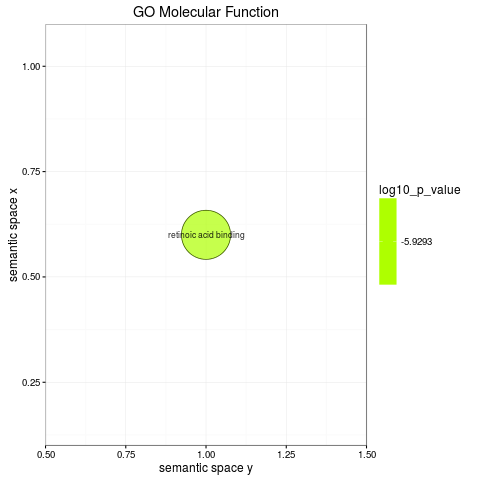 GO Molecular Function
1.00
0.75
0.50
0.25
semantic space x
retinoic acid binding
0.50 0.75 1.00 1.25 1.50
semantic space y
log10_p_value
-5.9293